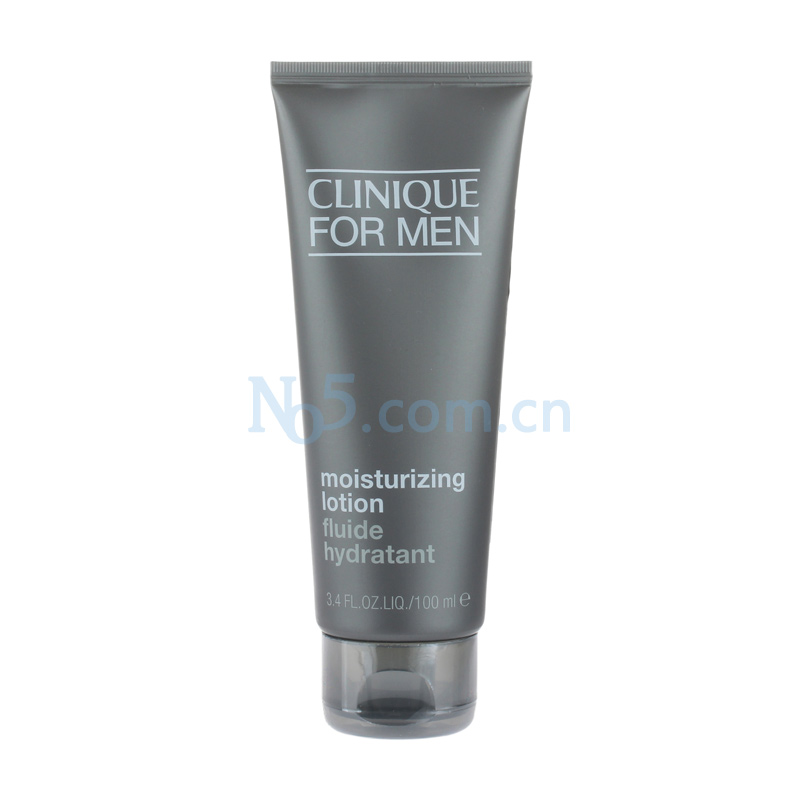 CLINIQUE
FOR MEN
No5.com.cn
moisturizing
lotion
fluide
hydratant
3.4 FL.OZ.LIQ./100 ml ℮